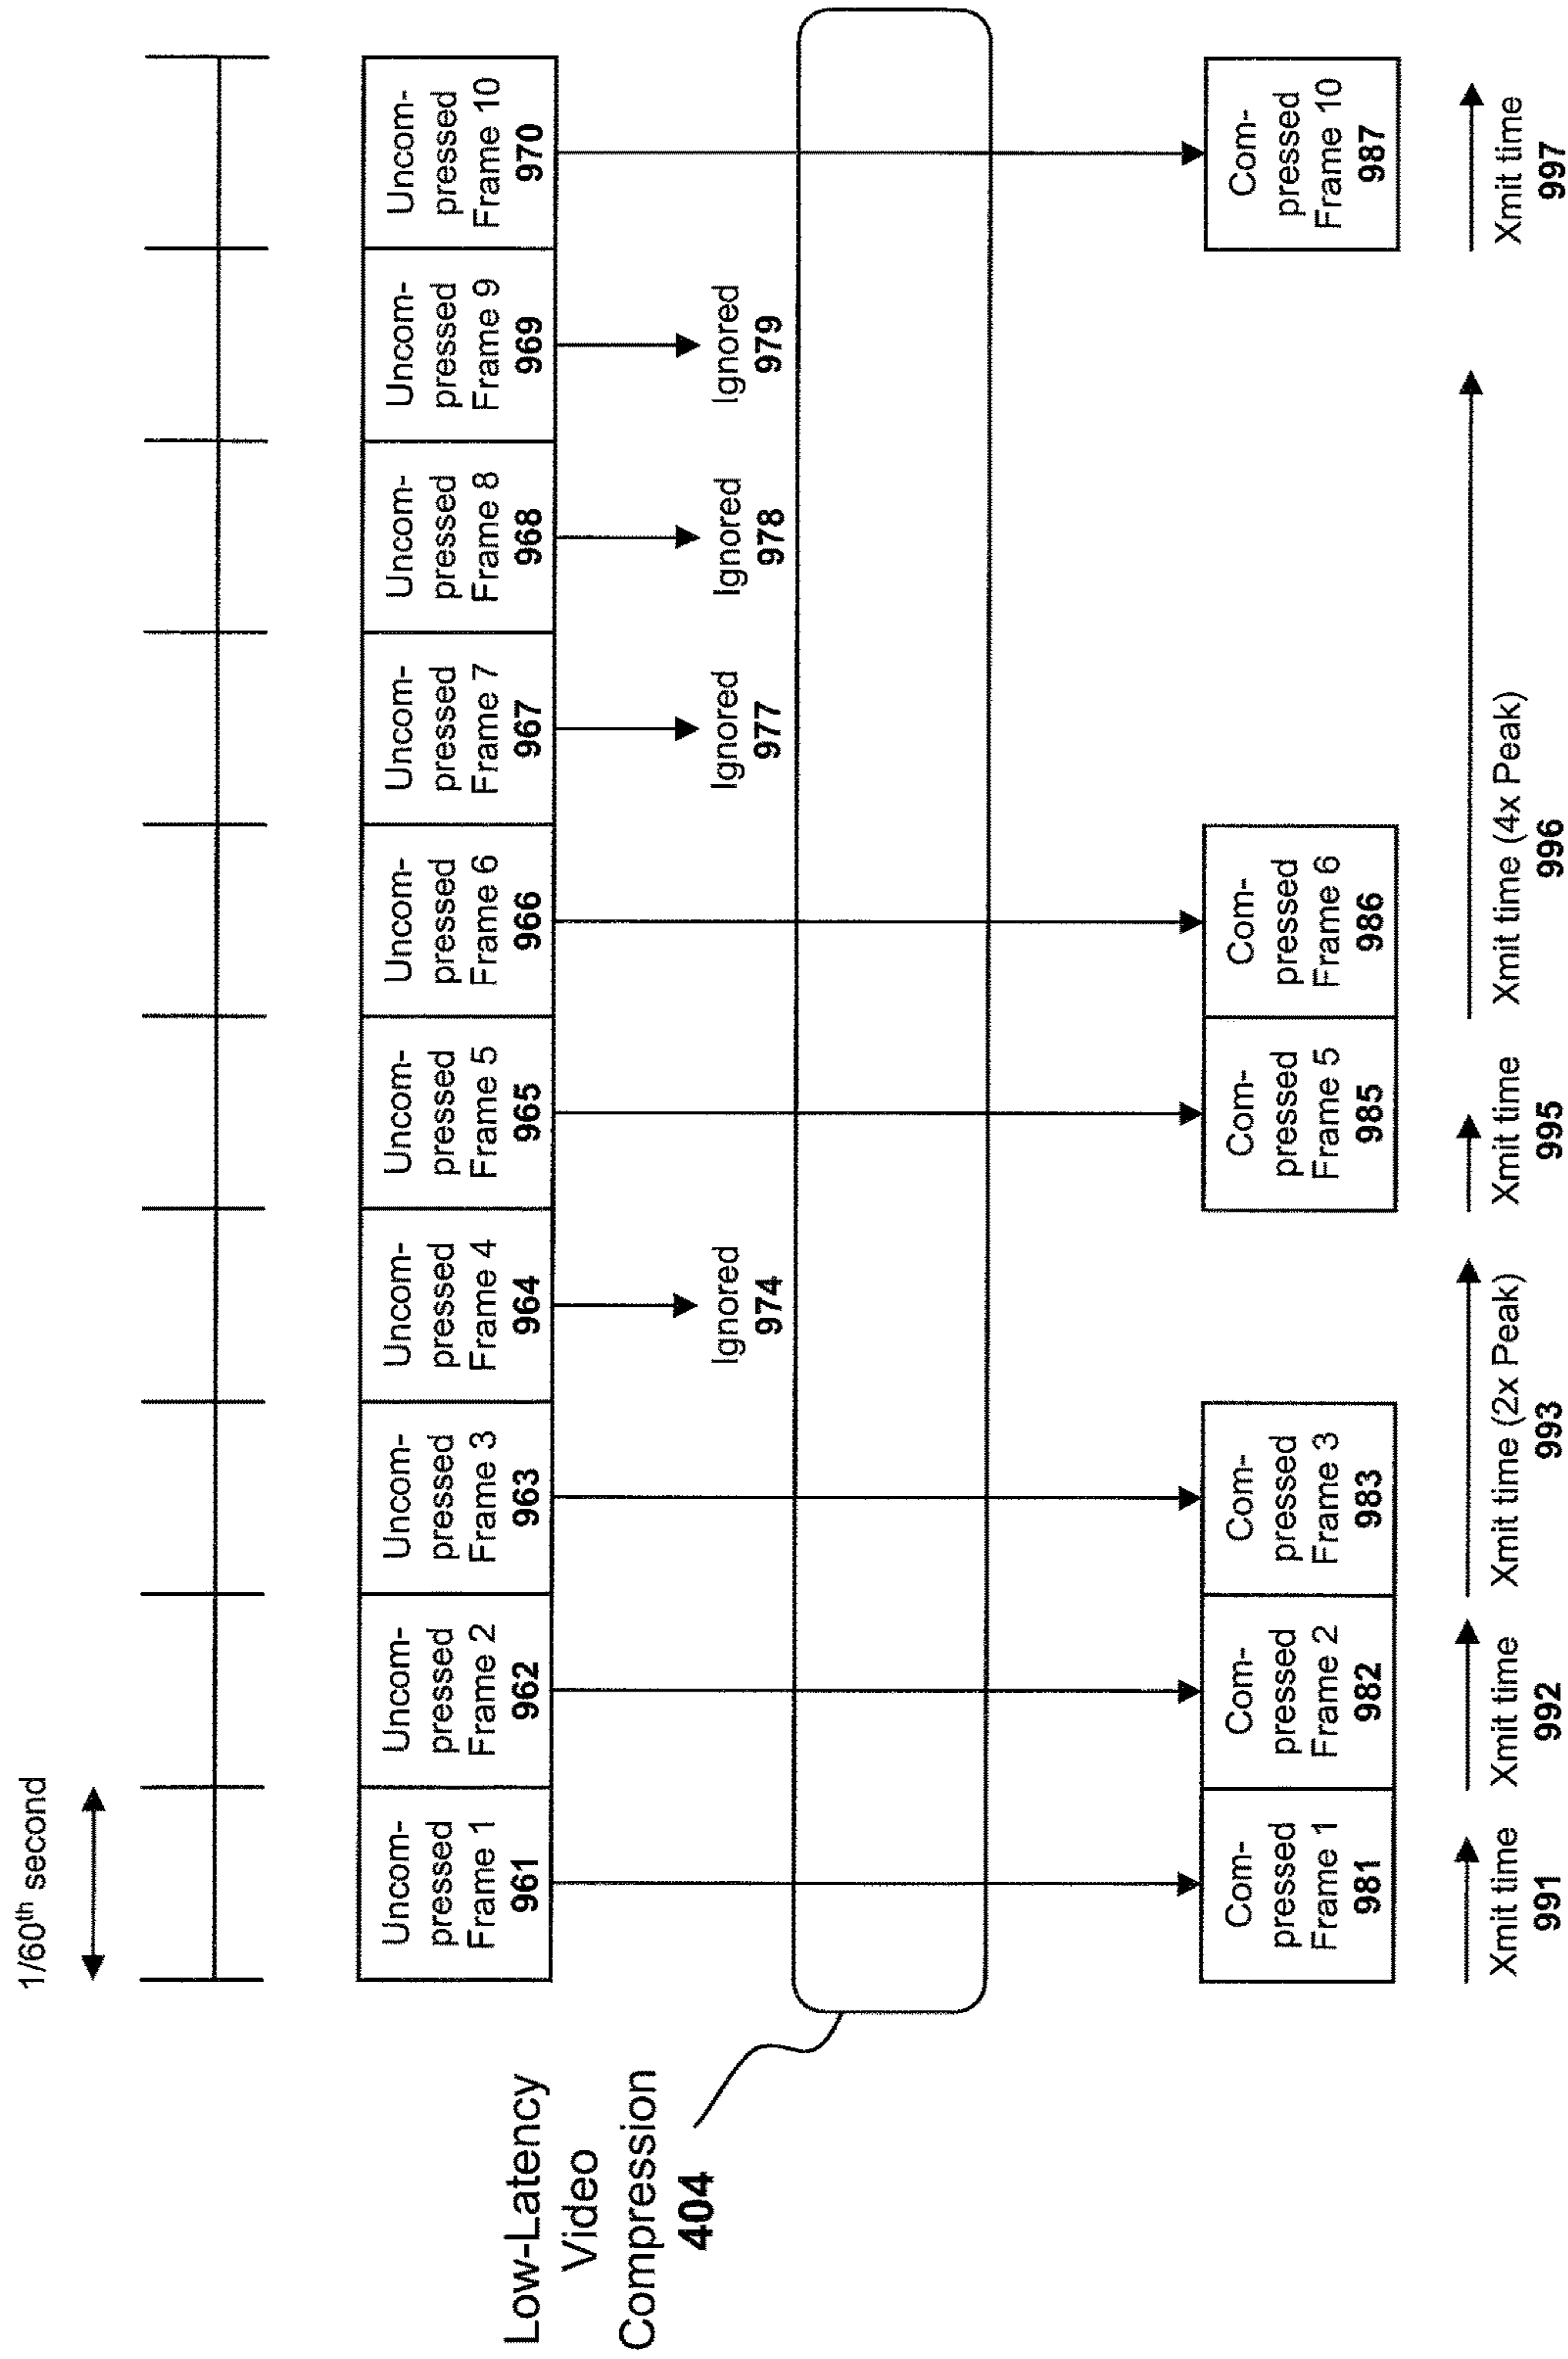 1/60th second
Uncom-
pressed
Frame 1
961
Uncom-
pressed
Frame 2
962
Uncom-
pressed
Frame 3
963
Uncom-
pressed
Frame 4
964
Uncom-
pressed
Frame 5
965
Uncom-
pressed
Frame 6
966
Uncom-
pressed
Frame 7
967
Uncom-
pressed
Frame 8
968
Uncom-
pressed
Frame 9
969
Uncom-
pressed
Frame 10
970
Ignored
974
Ignored
977
Ignored
978
Ignored
979
Low-Latency
Video
Compression
404
Com-
pressed
Frame 1
981
Com-
pressed
Frame 2
982
Com-
pressed
Frame 3
983
Com-
pressed
Frame 5
985
Com-
pressed
Frame 6
986
Com-
pressed
Frame 10
987
Xmit time
991
Xmit time
992
Xmit time (2x Peak)
993
Xmit time
995
Xmit time (4x Peak)
996
Xmit time
997